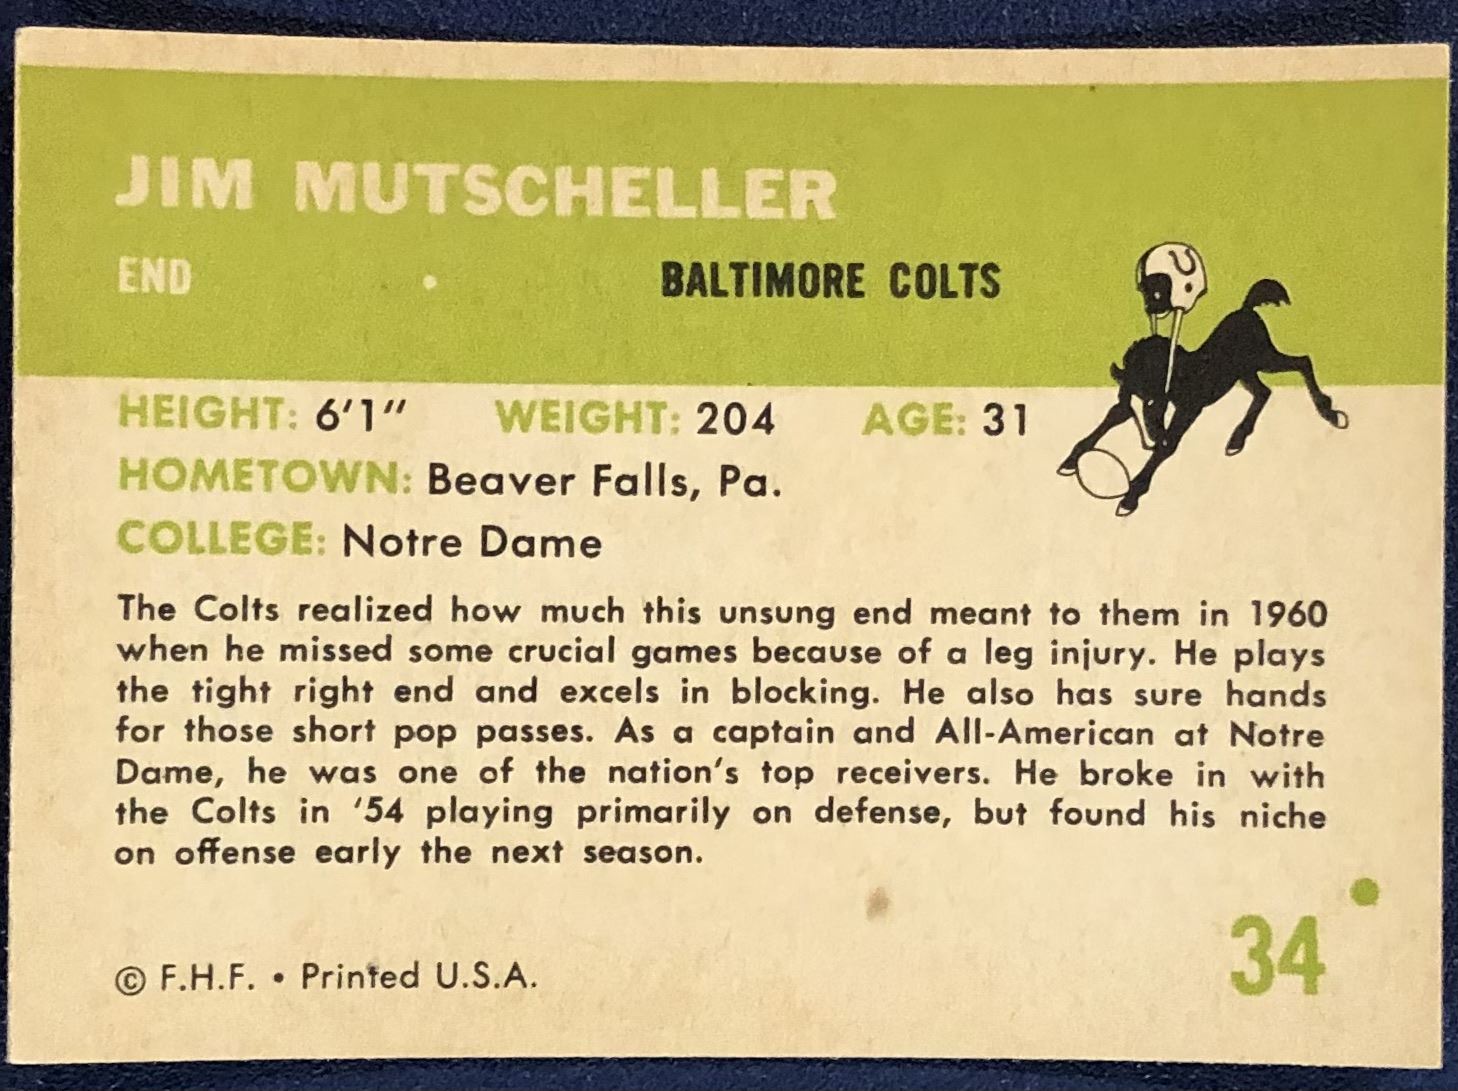 JIM MUTSCHELLER
END BALTIMORE COLTS
HEIGHT: 6'1" WEIGHT: 204 AGE: 31
HOMETOWN: Beaver Falls, Pa.
COLLEGE: Notre Dame
The Colts realized how much this unsung end meant to them in 1960
when he missed some crucial games because of a leg injury. He plays
the tight right end and excels in blocking. He also has sure hands
for those short pop passes. As a captain and All-American at Notre
Dame, he was one of the nation's top receivers. He broke in with
the Colts in '54 playing primarily on defense, but found his niche
on offense early the next season.
34
© F.H.F. • Printed U.S.A.